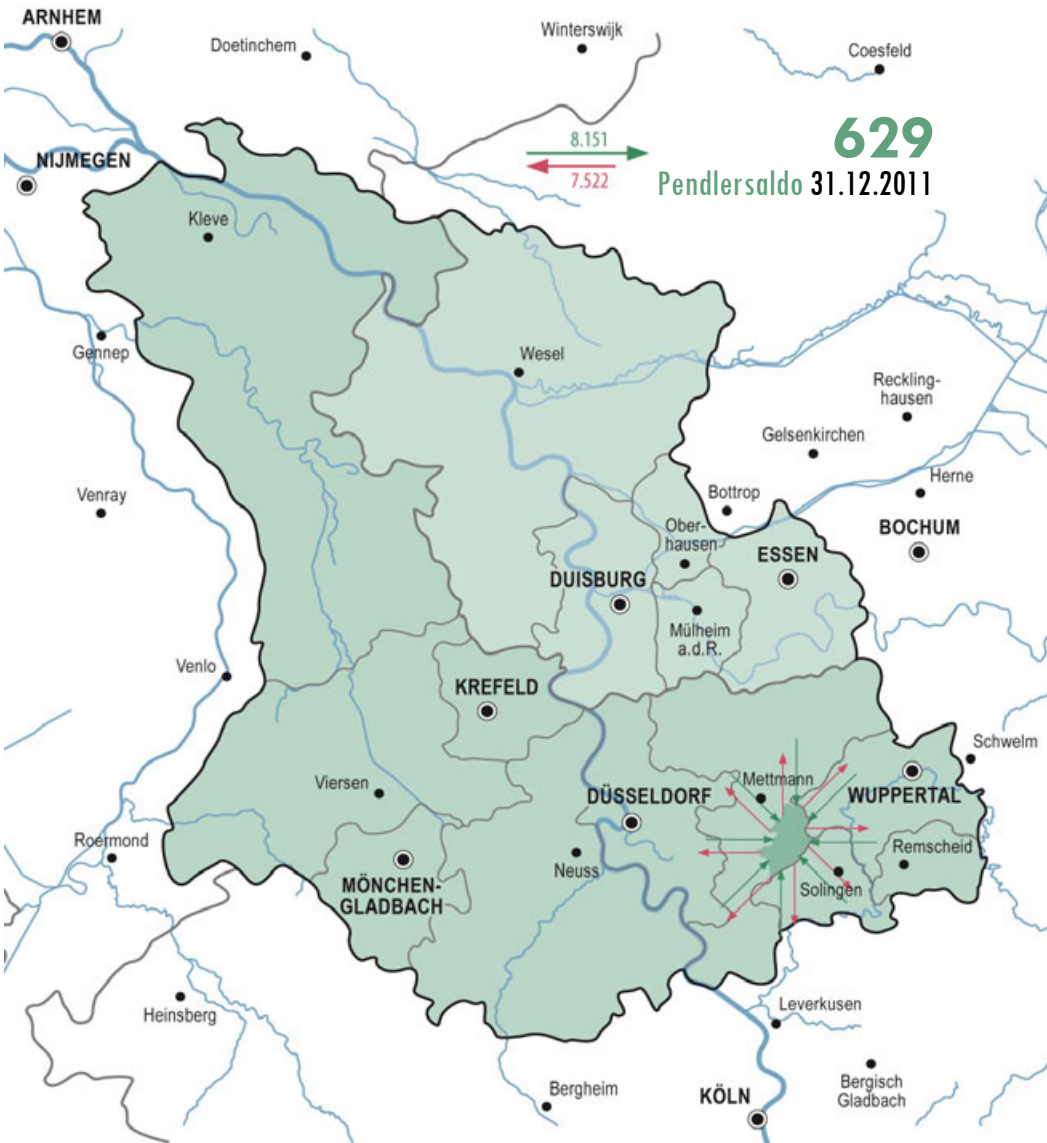 ARNHEM
Doetinchem
Winterswijk
Coesfeld
8.151
629
7.522
Pendlersaldo 31.12.2011
NIJMEGEN
Kleve
Gennep
Wesel
Reckling-
hausen
Gelsenkirchen
Herne
Venray
Bottrop
BOCHUM
Ober-
hausen
ESSEN
DUISBURG
Mülheim
a.d.R.
Venlo
KREFELD
Schwelm
Viersen
Mettmann
DÜSSELDORF
WUPPERTAL
Roermond
Neuss
Remscheid
MÖNCHEN-
GLADBACH
Solingen
Heinsberg
Leverkusen
Bergheim
Bergisch
Gladbach
KÖLN